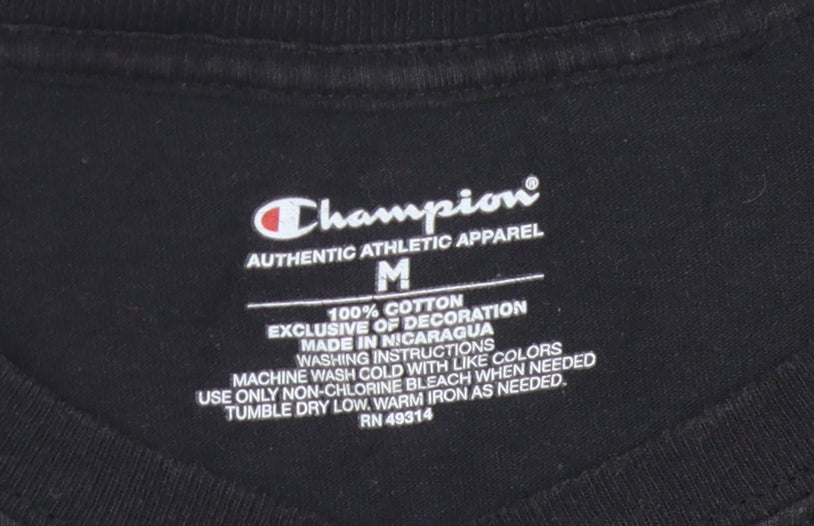 Champion®
AUTHENTIC ATHLETIC APPAREL
M
100% COTTON
EXCLUSIVE OF DECORATION
MADE IN NICARAGUA
WASHING INSTRUCTIONS
MACHINE WASH COLD WITH LIKE COLORS
USE ONLY NON-CHLORINE BLEACH WHEN NEEDED
TUMBLE DRY LOW. WARM IRON AS NEEDED.
RN 49314